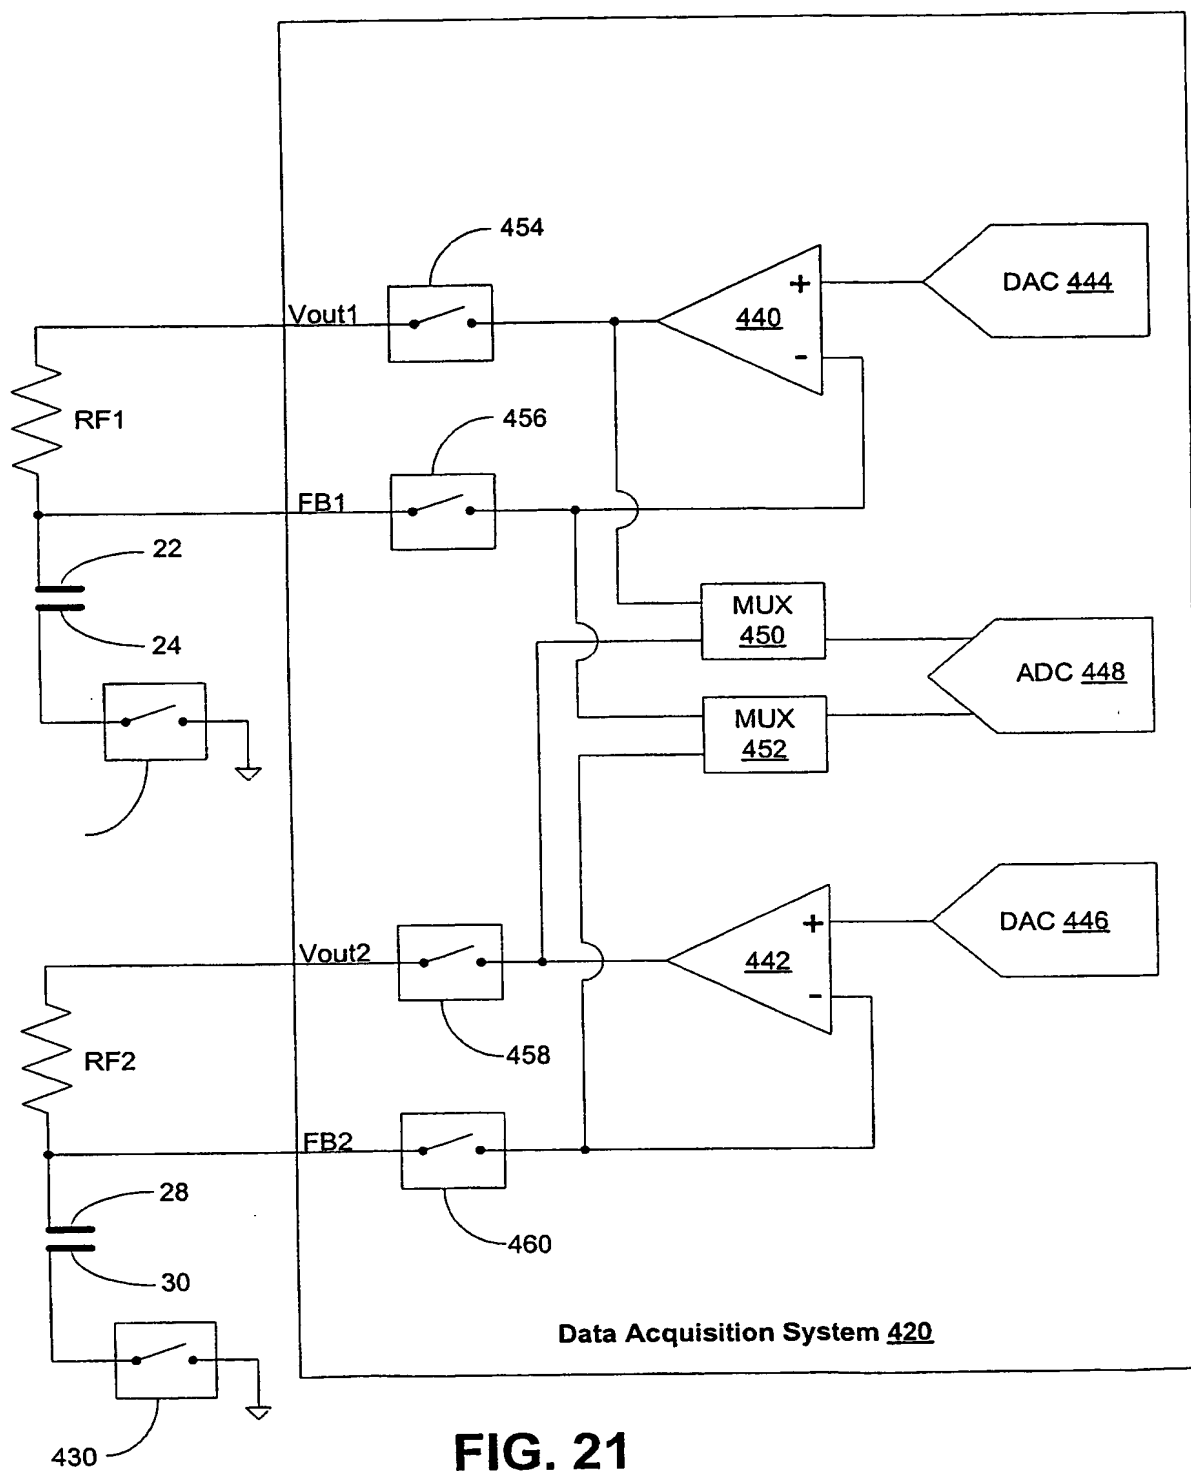 454
Vout1
+
440
-
DAC 444
RF1
456
FB1
22
24
MUX
450
MUX
452
ADC 448
Vout2
+
442
-
DAC 446
458
RF2
FB2
28
30
460
430
Data Acquisition System 420
FIG. 21